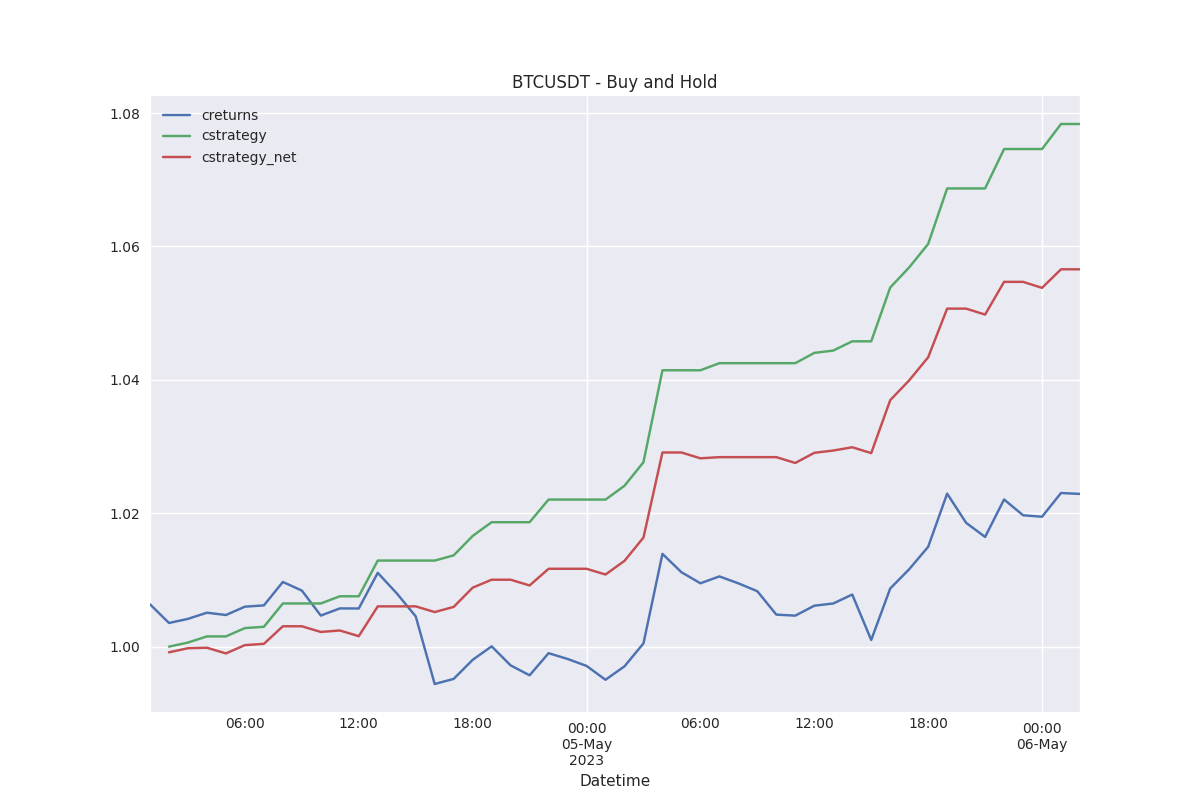 BTCUSDT - Buy and Hold
creturns
cstrategy
cstrategy_net
1.08
1.06
1.04
1.02
1.00
06:00
12:00
18:00
00:00
05-May
2023
06:00
12:00
18:00
00:00
06-May
Datetime